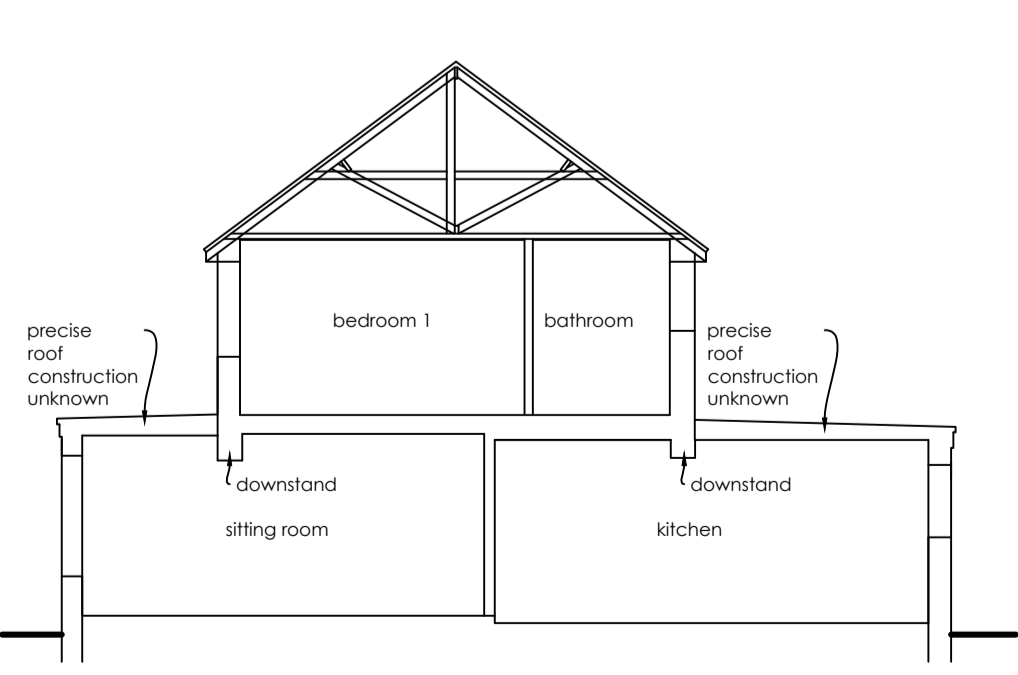 bedroom 1
bathroom
precise
roof
construction
unknown
precise
roof
construction
unknown
downstand
downstand
sitting room
kitchen